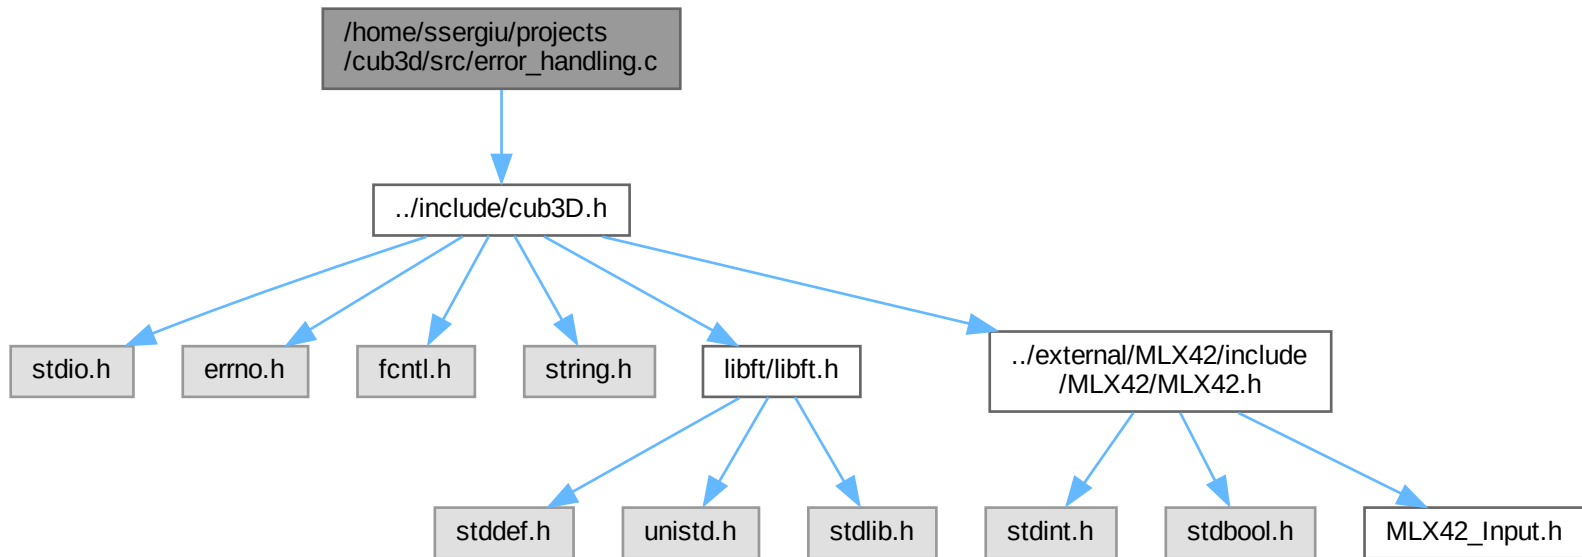 /home/ssergiu/projects
/cub3d/src/error_handling.c
../include/cub3D.h
stdio.h
errno.h
fcntl.h
string.h
libft/libft.h
../external/MLX42/include
/MLX42/MLX42.h
stddef.h
unistd.h
stdlib.h
stdint.h
stdbool.h
MLX42_Input.h